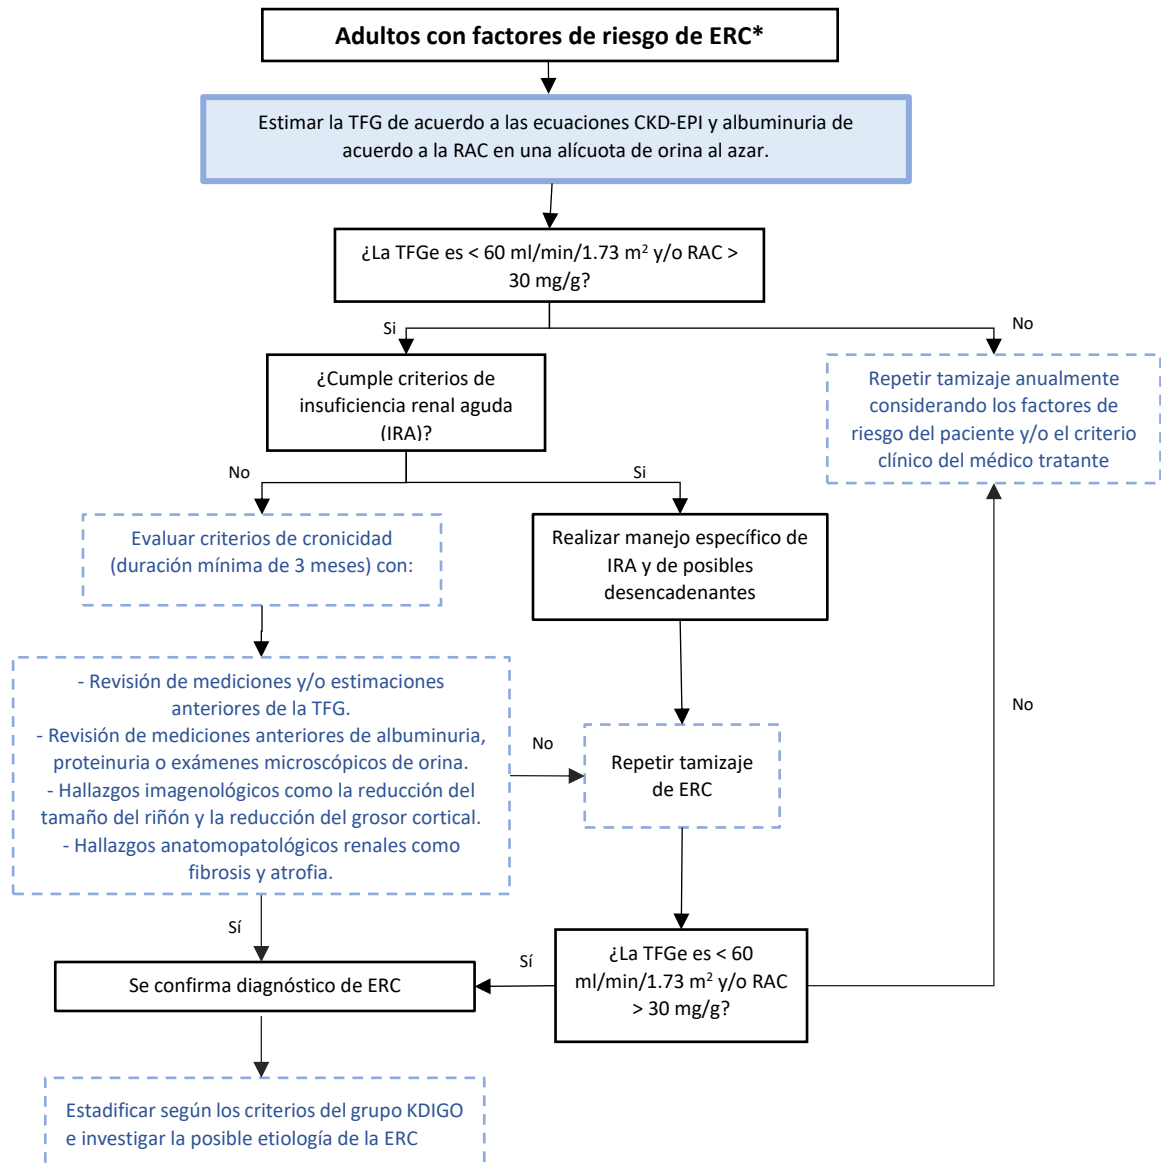 Adultos con factores de riesgo de ERC*
Estimar la TFG de acuerdo a las ecuaciones CKD-EPI y albuminuria de
acuerdo a la RAC en una alícuota de orina al azar.
¿La TFGe es < 60 ml/min/1.73 m² y/o RAC >
30 mg/g?
Si
No
¿Cumple criterios de
insuficiencia renal aguda
(IRA)?
Repetir tamizaje anualmente
considerando los factores de
riesgo del paciente y/o el criterio
clínico del médico tratante
No
Si
Evaluar criterios de cronicidad
(duración mínima de 3 meses) con:
Realizar manejo específico de
IRA y de posibles
desencadenantes
- Revisión de mediciones y/o estimaciones
anteriores de la TFG.
- Revisión de mediciones anteriores de albuminuria,
proteinuria o exámenes microscópicos de orina.
- Hallazgos imagenológicos como la reducción del
tamaño del riñón y la reducción del grosor cortical.
- Hallazgos anatomopatológicos renales como
fibrosis y atrofia.
No
Repetir tamizaje
de ERC
No
Sí
Se confirma diagnóstico de ERC
Sí
¿La TFGe es < 60
ml/min/1.73 m² y/o RAC
> 30 mg/g?
Estadificar según los criterios del grupo KDIGO
e investigar la posible etiología de la ERC